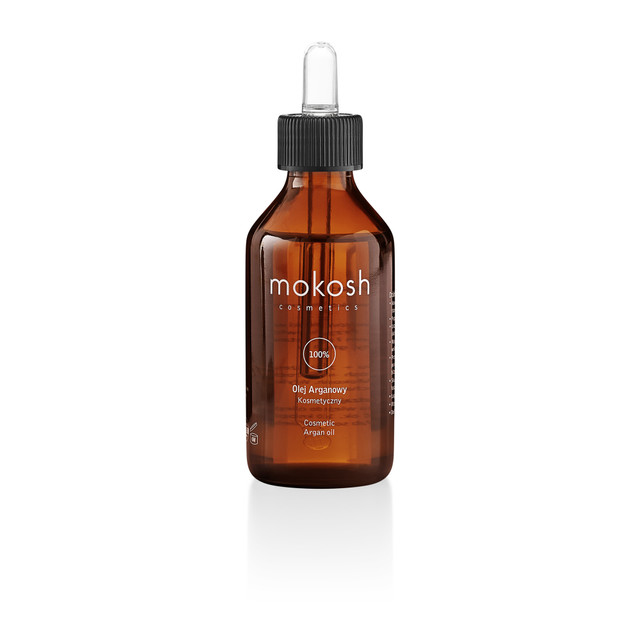 mokosh
cosmetics
100%
Olej Arganowy
Kosmetyczny
Cosmetic
Argan oil